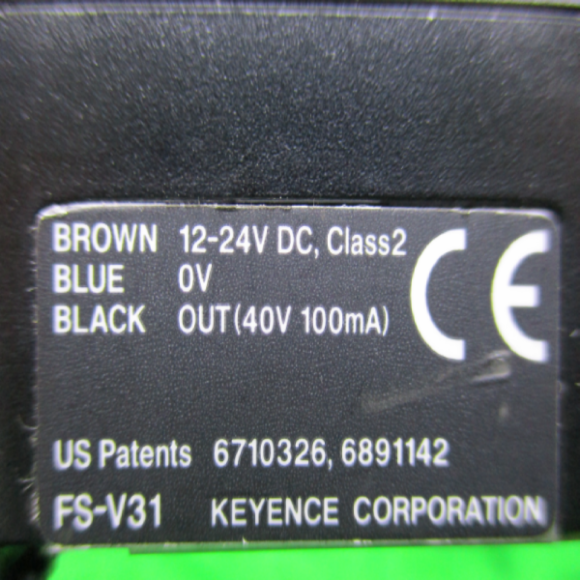 BROWN 12-24V DC, Class2
BLUE 0V
BLACK OUT(40V 100mA)
CE
US Patents 6710326, 6891142
FS-V31 KEYENCE CORPORATION